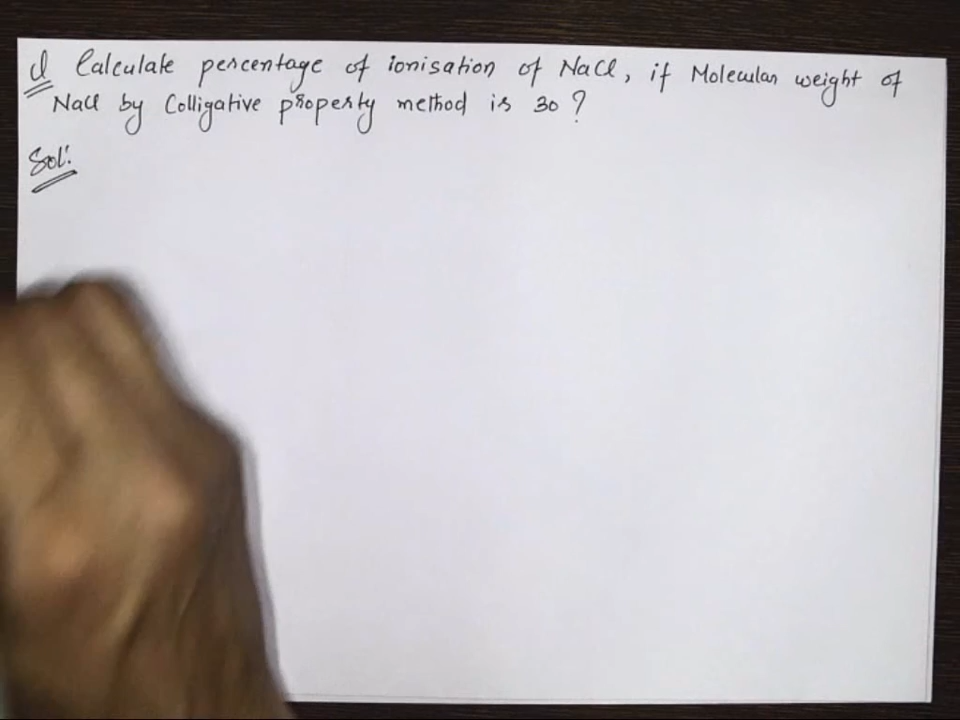 Q Calculate percentage of ionisation of NaCl, if Molecular weight of
NaCl by Colligative property method is 30 ?
Sol: